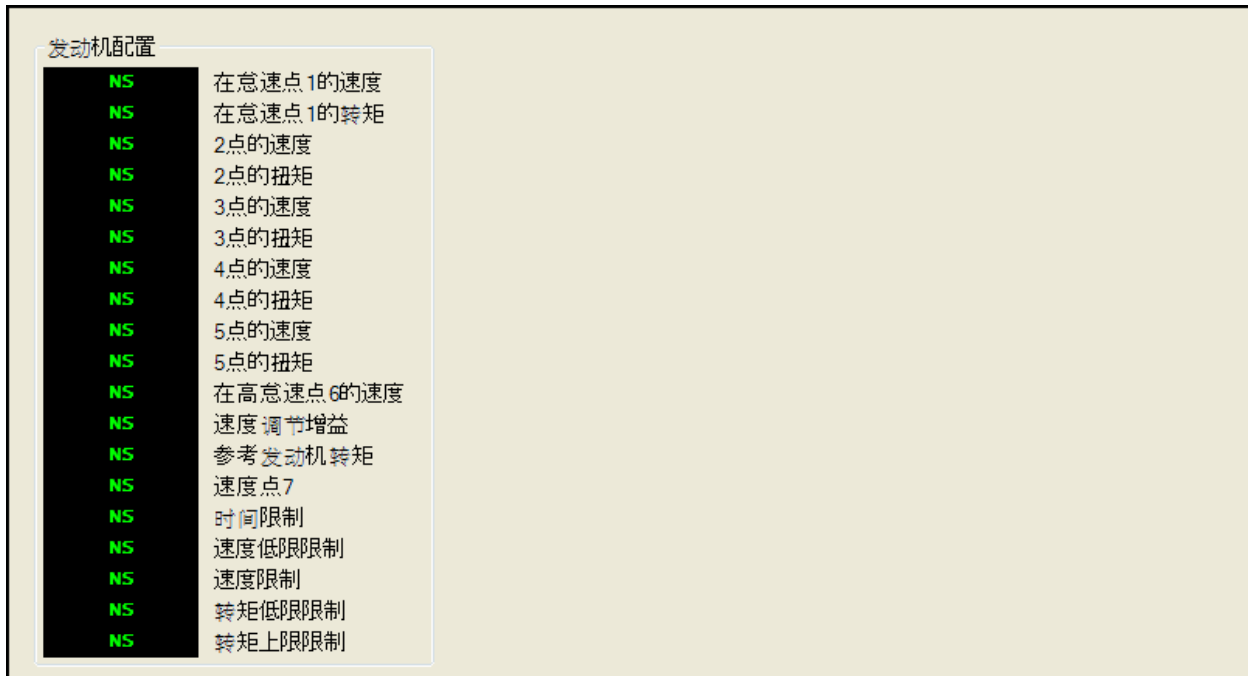 发动机配置
NS 在怠速点1的速度
NS 在怠速点1的转矩
NS 2点的速度
NS 2点的扭矩
NS 3点的速度
NS 3点的扭矩
NS 4点的速度
NS 4点的扭矩
NS 5点的速度
NS 5点的扭矩
NS 在高怠速点6的速度
NS 速度调节增益
NS 参考发动机转矩
NS 速度点7
NS 时间限制
NS 速度低限限制
NS 速度限制
NS 转矩低限限制
NS 转矩上限限制